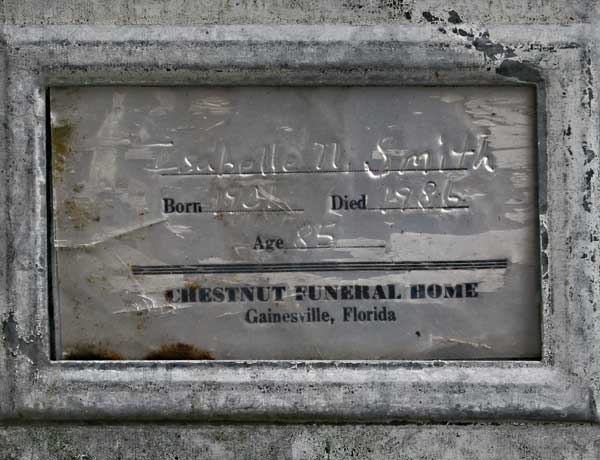 Isabelle N. Smith
Born Died 1986
Age 85
CHESTNUT FUNERAL HOME
Gainesville, Florida